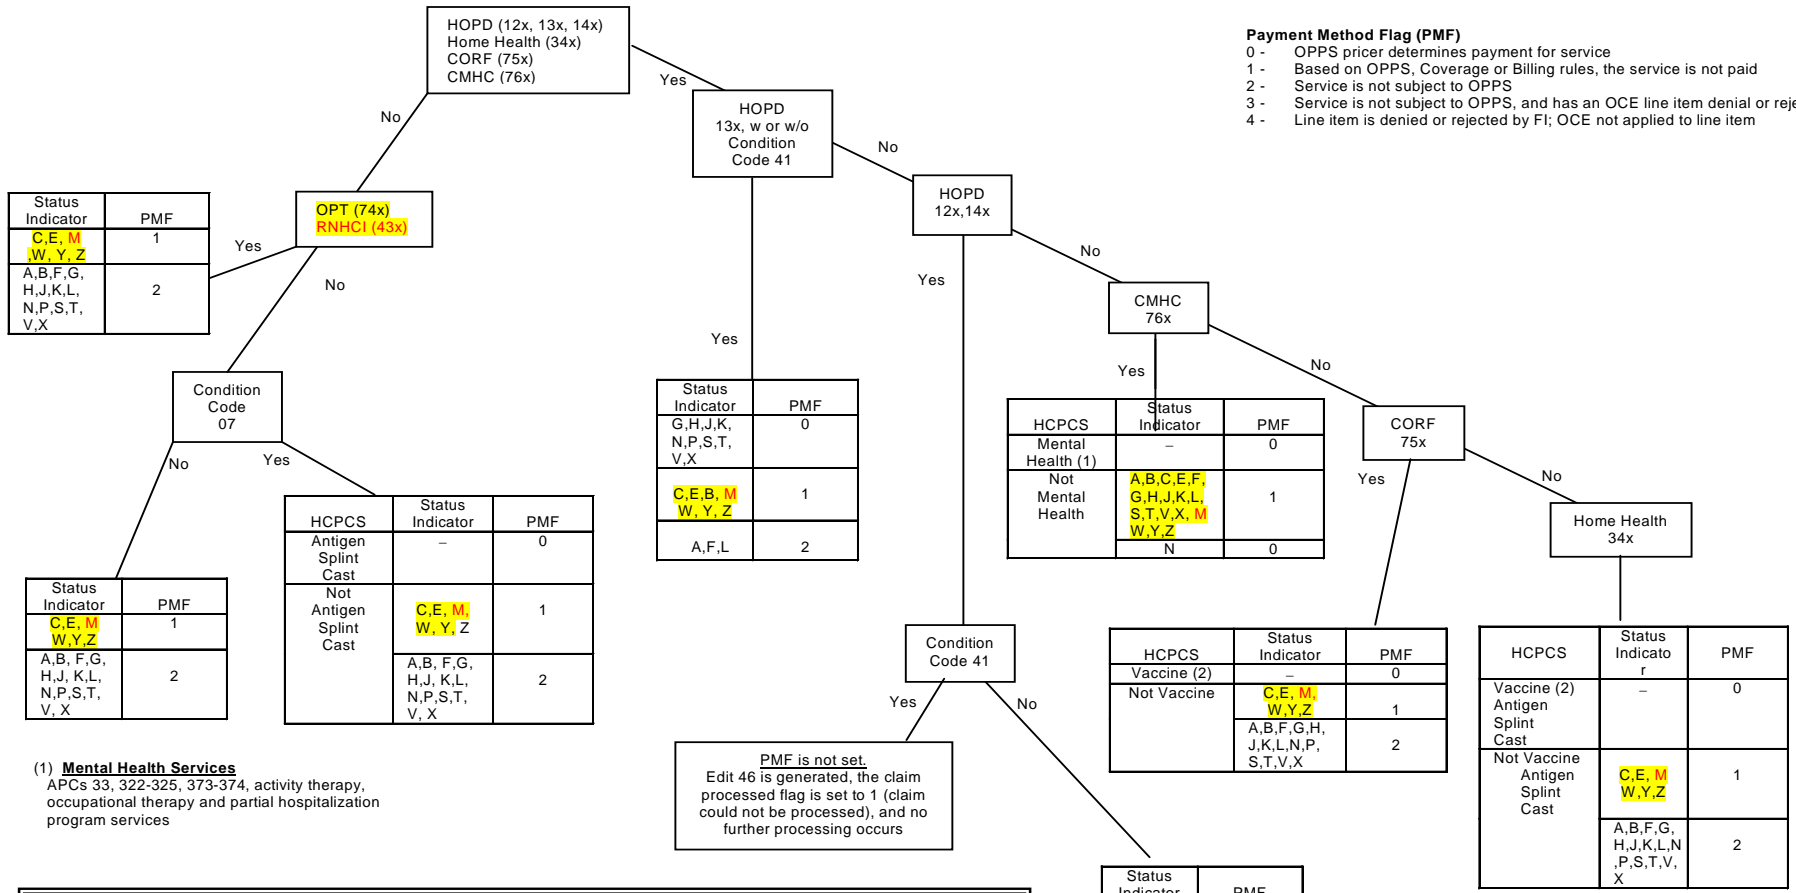 HOPD (12x, 13x, 14x)
Home Health (34x)
CORF (75x)
CMHC (76x)
Payment Method Flag (PMF)
0 - OPPS pricer determines payment for service
1 - Based on OPPS, Coverage or Billing rules, the service is not paid
2 - Service is not subject to OPPS
3 - Service is not subject to OPPS, and has an OCE line item denial or reje
4 - Line item is denied or rejected by FI; OCE not applied to line item
Yes
No
HOPD
13x, w or w/o
Condition
Code 41
No
HOPD
12x,14x
OPT (74x)
RNHCI (43x)
Status
Indicator PMF
C,E, M 1
,W, Y, Z
A,B,F,G,
H,J,K,L, 2
N,P,S,T,
V,X
Yes
No
Yes
Yes
No
CMHC
76x
Yes
No
Condition
Code
07
No
Yes
Status
Indicator PMF
G,H,J,K, 0
N,P,S,T,
V,X
C,E,B, M 1
W, Y, Z
A,F,L 2
Status
HCPCS Indicator PMF
Mental – 0
Health (1)
Not A,B,C,E,F,
Mental G,H,J,K,L, 1
Health S,T,V,X, M
W,Y,Z
N 0
CORF
75x
Yes
No
Home Health
34x
Status
HCPCS Indicator PMF
Antigen – 0
Splint
Cast
Not
Antigen C,E, M, 1
Splint W, Y, Z
Cast
A,B, F,G,
H,J, K,L, 2
N,P,S,T,
V, X
Status
Indicator PMF
C,E, M 1
W,Y,Z
A,B, F,G,
H,J, K,L, 2
N,P,S,T,
V, X
Condition
Code 41
Yes
No
Status
HCPCS Indicator PMF
Vaccine (2) – 0
Not Vaccine C,E, M,
W,Y,Z 1
A,B,F,G,H,
J,K,L,N,P, 2
S,T,V,X
Status
HCPCS Indicato PMF
r
Vaccine (2) – 0
Antigen
Splint
Cast
Not Vaccine
Antigen C,E, M 1
Splint W,Y,Z
Cast
A,B,F,G,
H,J,K,L,N 2
,P,S,T,V,
X
PMF is not set.
Edit 46 is generated, the claim
processed flag is set to 1 (claim
could not be processed), and no
further processing occurs
(1) Mental Health Services
APCs 33, 322-325, 373-374, activity therapy,
occupational therapy and partial hospitalization
program services
Status
Indicator PMF